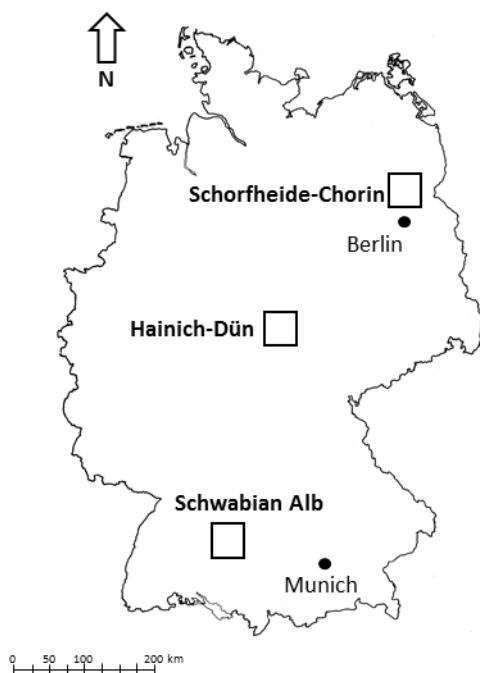 N
Schorfheide-Chorin
Berlin
Hainich-Dün
Schwabian Alb
Munich
0 50 100 200 km